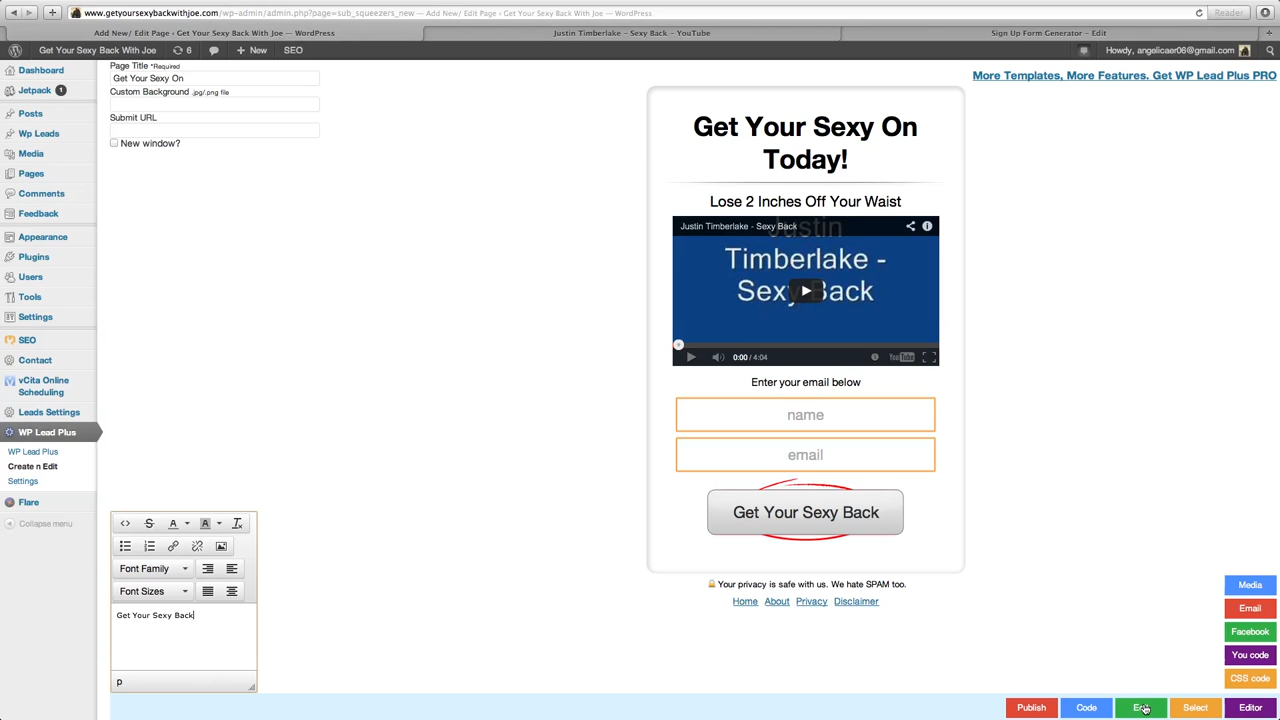 www.getyoursexybackwithjoe.com/wp-admin/admin.php?page=sub_squeezers_new — Add New/ Edit Page ‹ Get Your Sexy Back With Joe — WordPress
Reader
Add New/ Edit Page ‹ Get Your Sexy Back With Joe — WordPress
Justin Timberlake – Sexy Back – YouTube
Sign Up Form Generator – Edit
Get Your Sexy Back With Joe
6
New
SEO
Howdy, angelicaer06@gmail.com
Dashboard
Jetpack 1
Posts
Wp Leads
Media
Pages
Comments
Feedback
Appearance
Plugins
Users
Tools
Settings
SEO
Contact
vCita Online
Scheduling
Leads Settings
WP Lead Plus
WP Lead Plus
Create n Edit
Settings
Flare
Collapse menu
Page Title *Required
Get Your Sexy On
Custom Background .jpg/.png file
Submit URL
New window?
More Templates, More Features. Get WP Lead Plus PRO
Get Your Sexy On
Today!
Lose 2 Inches Off Your Waist
Justin Timberlake - Sexy Back
Justin
Timberlake -
Sexy Back
0:00 / 4:04
YouTube
Enter your email below
name
email
Get Your Sexy Back
Your privacy is safe with us. We hate SPAM too.
Home About Privacy Disclaimer
Font Family
Font Sizes
Get Your Sexy Back
p
Media
Email
Facebook
You code
CSS code
Publish
Code
Select
Editor